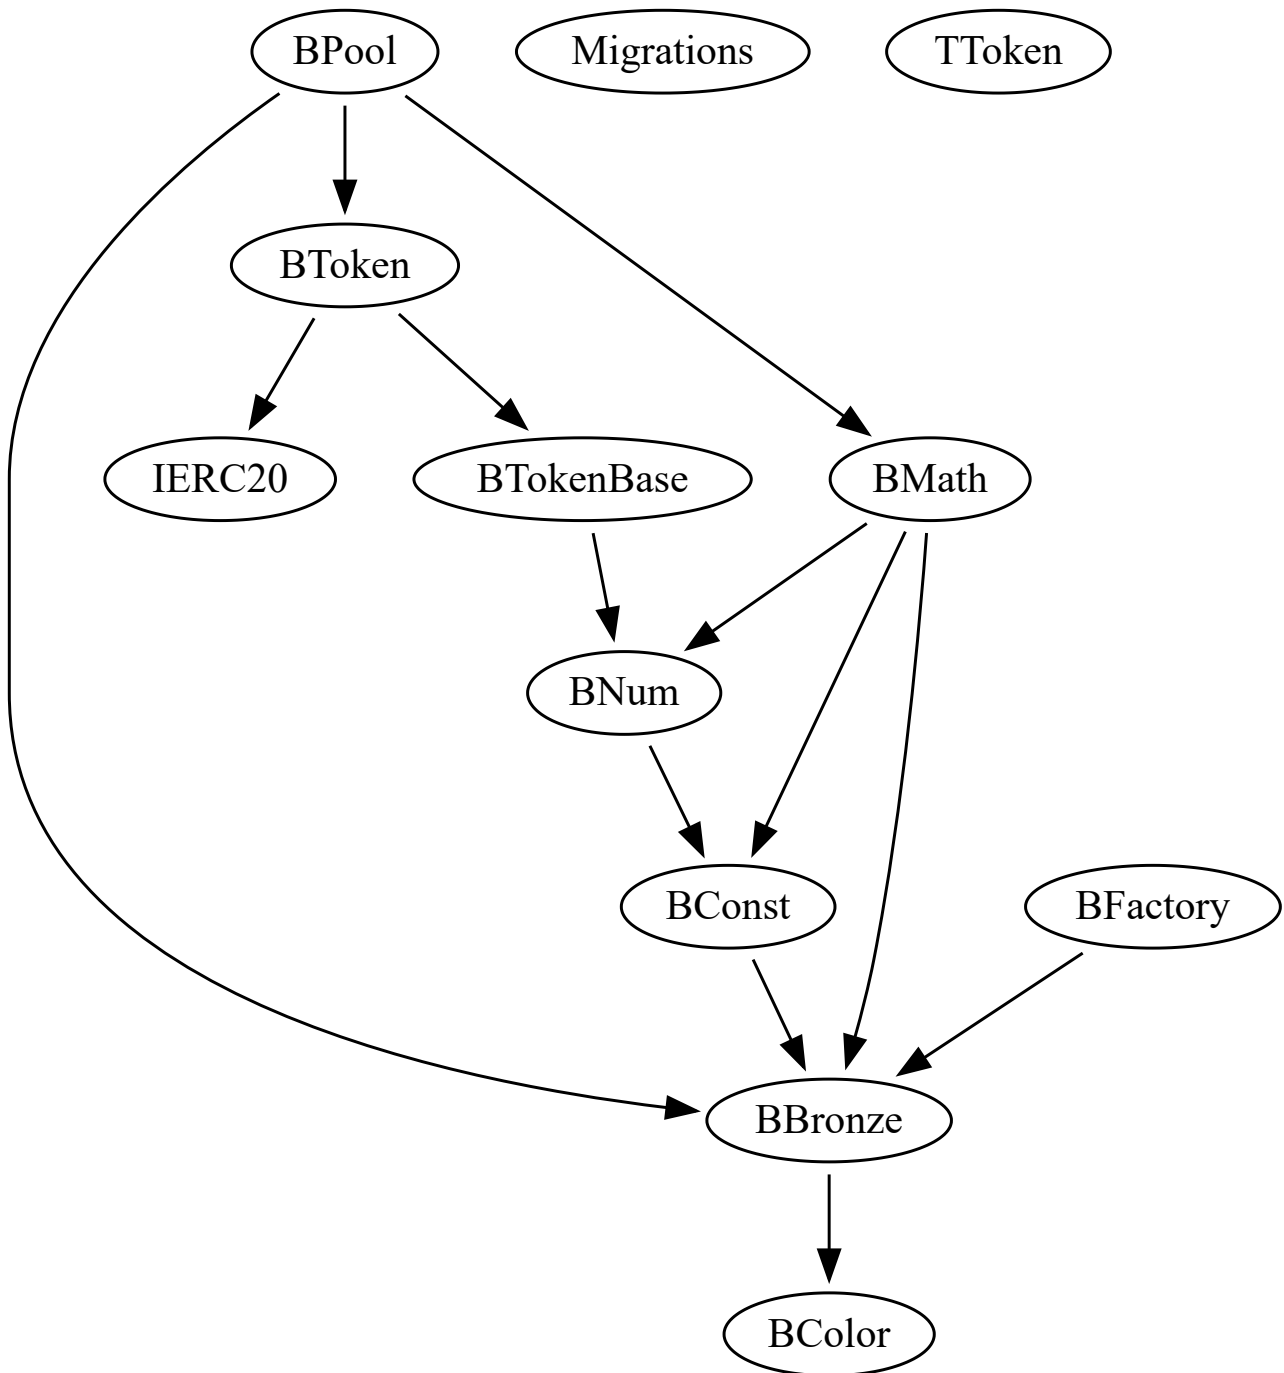 BPool
Migrations
TToken
BToken
IERC20
BTokenBase
BMath
BNum
BConst
BFactory
BBronze
BColor